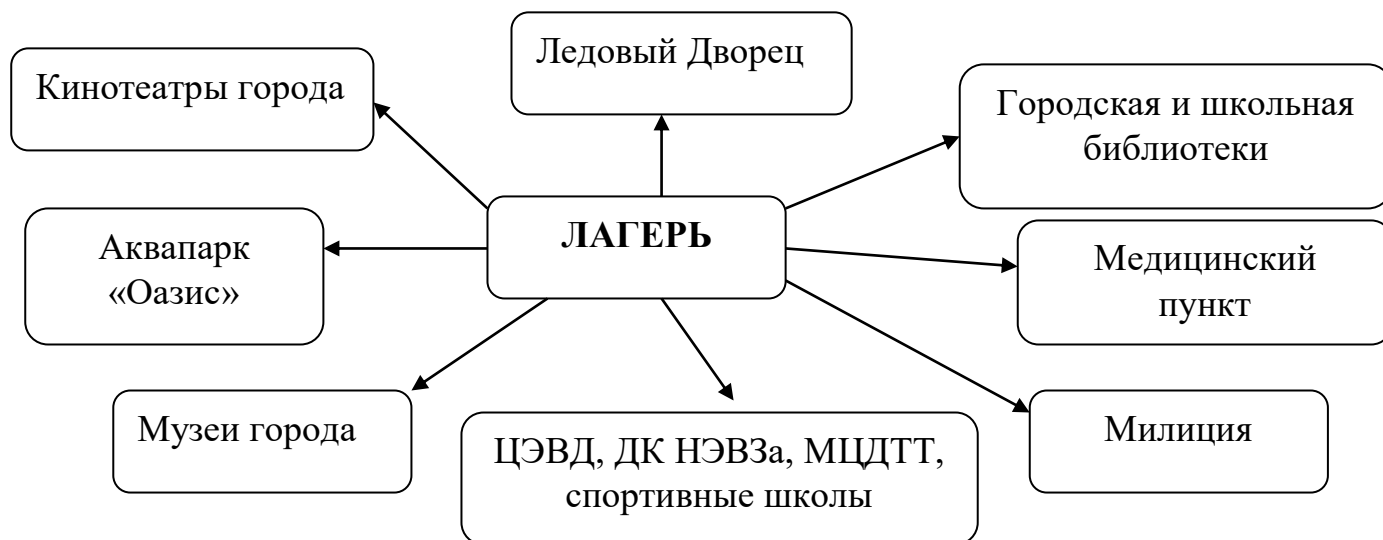 Ледовый Дворец
Кинотеатры города
Городская и школьная
библиотеки
ЛАГЕРЬ
Аквапарк
«Оазис»
Медицинский
пункт
Музеи города
ЦЭВД, ДК НЭВЗа, МЦДТТ,
спортивные школы
Милиция